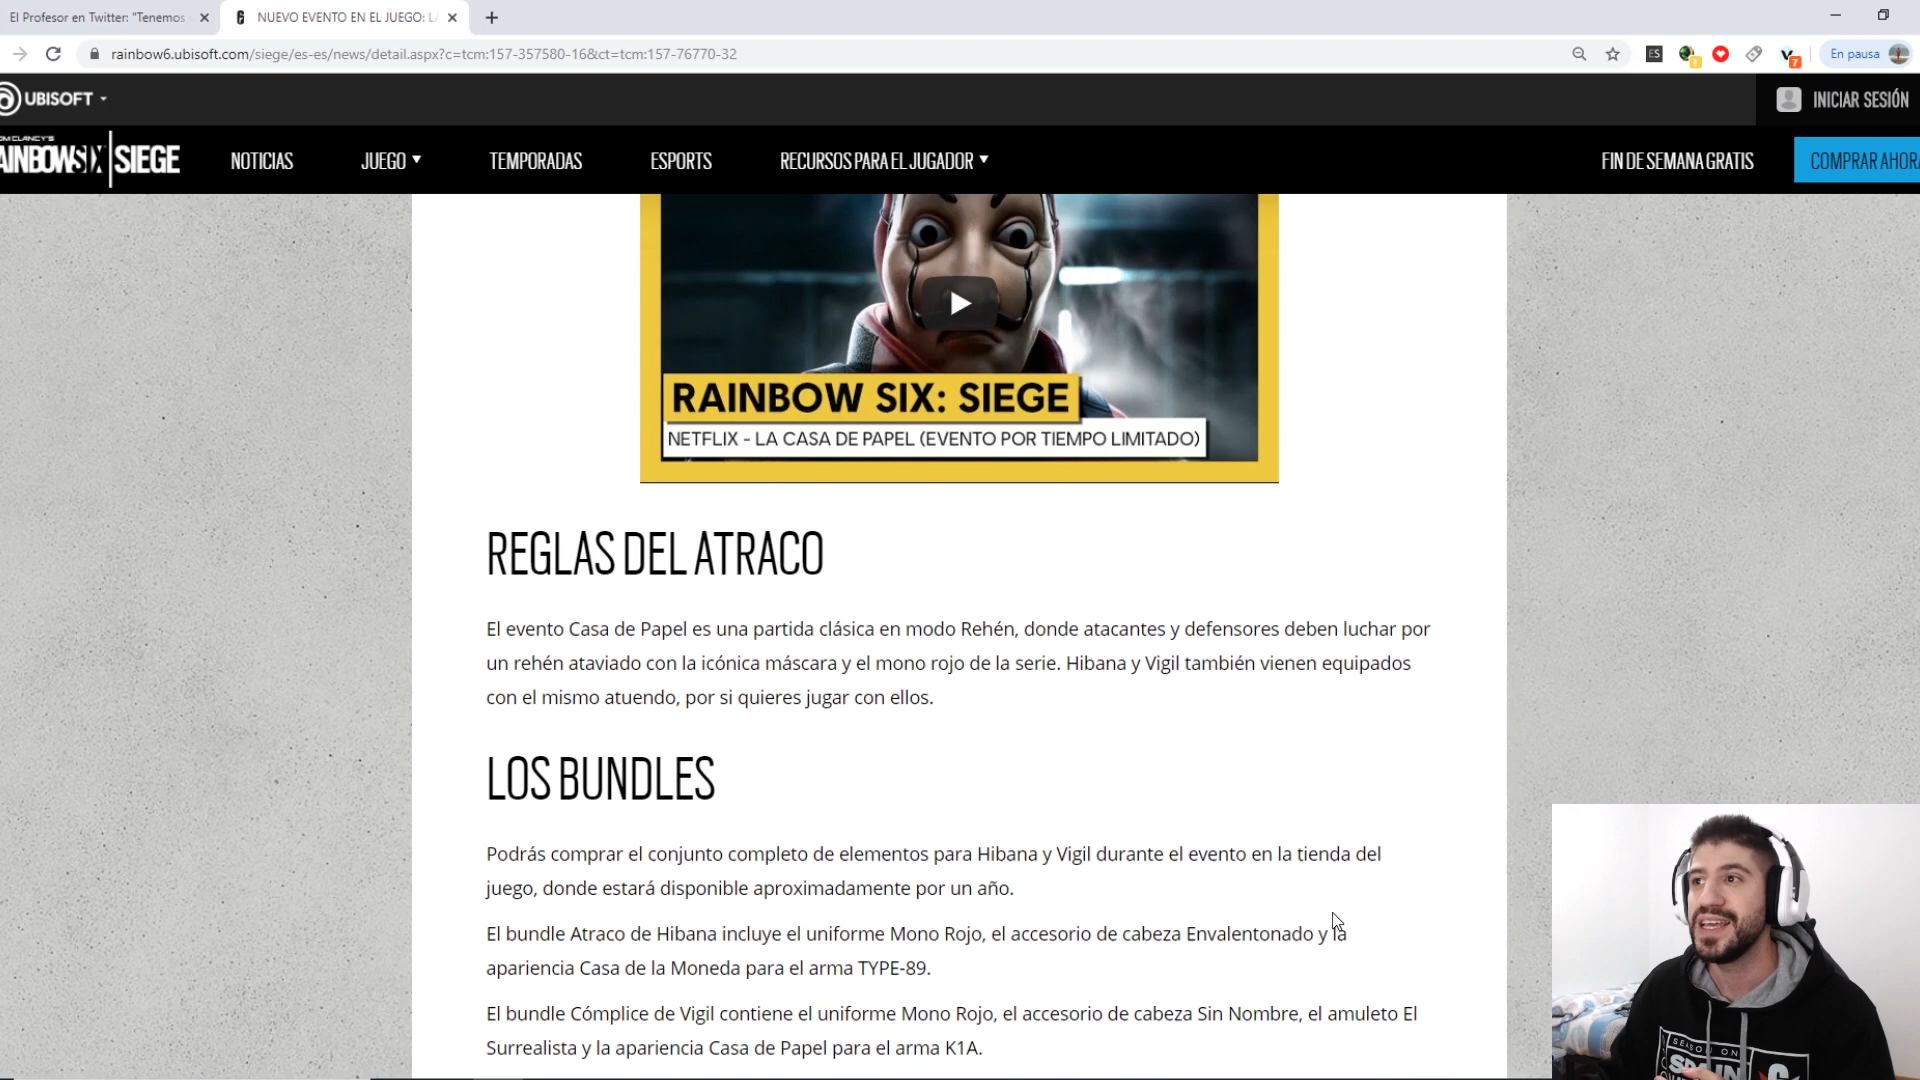 El Profesor en Twitter: "Tenemos
NUEVO EVENTO EN EL JUEGO: LA
rainbow6.ubisoft.com/siege/es-es/news/detail.aspx?c=tcm:157-357580-16&ct=tcm:157-76770-32
ES
7
En pausa
UBISOFT
INICIAR SESIÓN
OM CLANCY'S
AINBOWSIX SIEGE
NOTICIAS
JUEGO
TEMPORADAS
ESPORTS
RECURSOS PARA EL JUGADOR
FIN DE SEMANA GRATIS
COMPRAR AHORA
RAINBOW SIX: SIEGE
NETFLIX - LA CASA DE PAPEL (EVENTO POR TIEMPO LIMITADO)
REGLAS DEL ATRACO
El evento Casa de Papel es una partida clásica en modo Rehén, donde atacantes y defensores deben luchar por
un rehén ataviado con la icónica máscara y el mono rojo de la serie. Hibana y Vigil también vienen equipados
con el mismo atuendo, por si quieres jugar con ellos.
LOS BUNDLES
Podrás comprar el conjunto completo de elementos para Hibana y Vigil durante el evento en la tienda del
juego, donde estará disponible aproximadamente por un año.
El bundle Atraco de Hibana incluye el uniforme Mono Rojo, el accesorio de cabeza Envalentonado y la
apariencia Casa de la Moneda para el arma TYPE-89.
El bundle Cómplice de Vigil contiene el uniforme Mono Rojo, el accesorio de cabeza Sin Nombre, el amuleto El
Surrealista y la apariencia Casa de Papel para el arma K1A.
SEASON ON
SPAIN